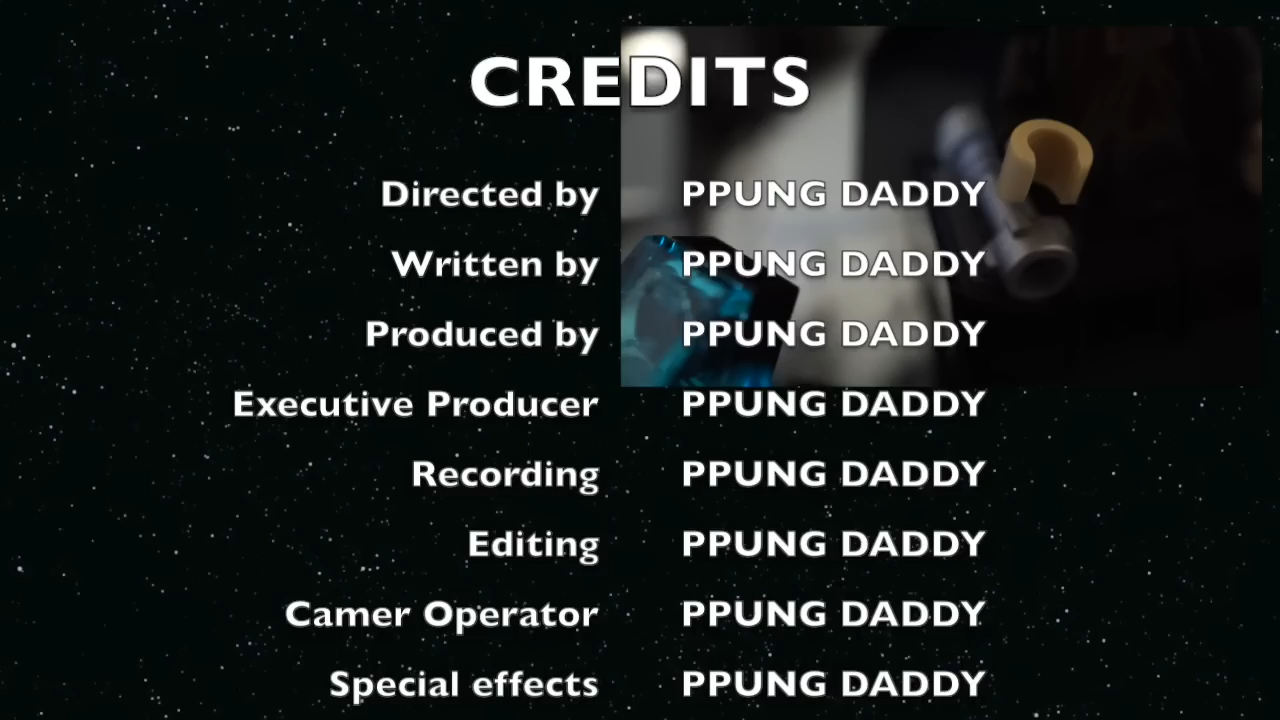 CREDITS
Directed by PPUNG DADDY
Written by PPUNG DADDY
Produced by PPUNG DADDY
Executive Producer PPUNG DADDY
Recording PPUNG DADDY
Editing PPUNG DADDY
Camer Operator PPUNG DADDY
Special effects PPUNG DADDY